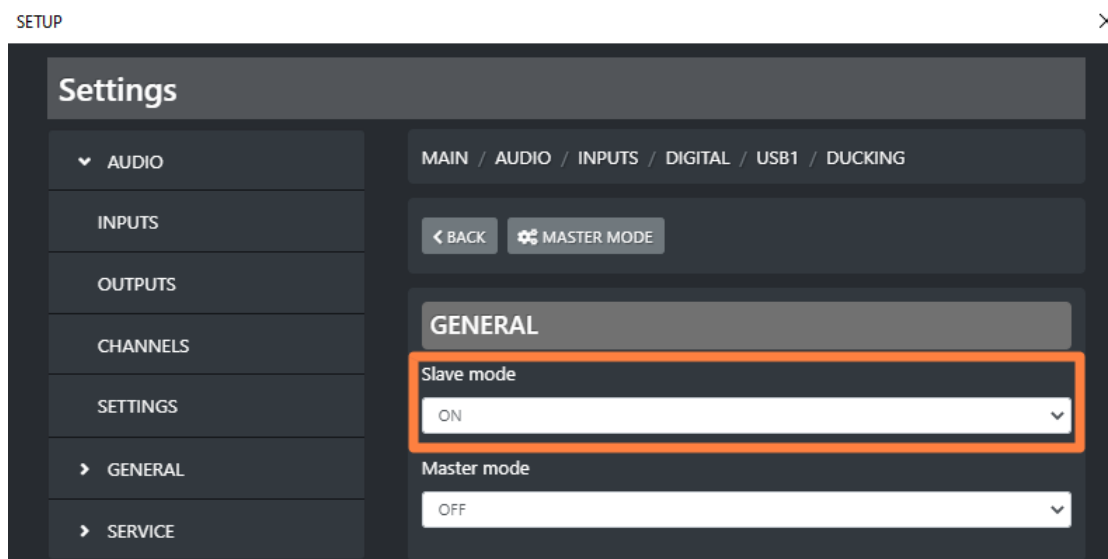 SETUP
Settings
AUDIO
INPUTS
OUTPUTS
CHANNELS
SETTINGS
GENERAL
SERVICE
MAIN / AUDIO / INPUTS / DIGITAL / USB1 / DUCKING
BACK MASTER MODE
GENERAL
Slave mode
ON
Master mode
OFF